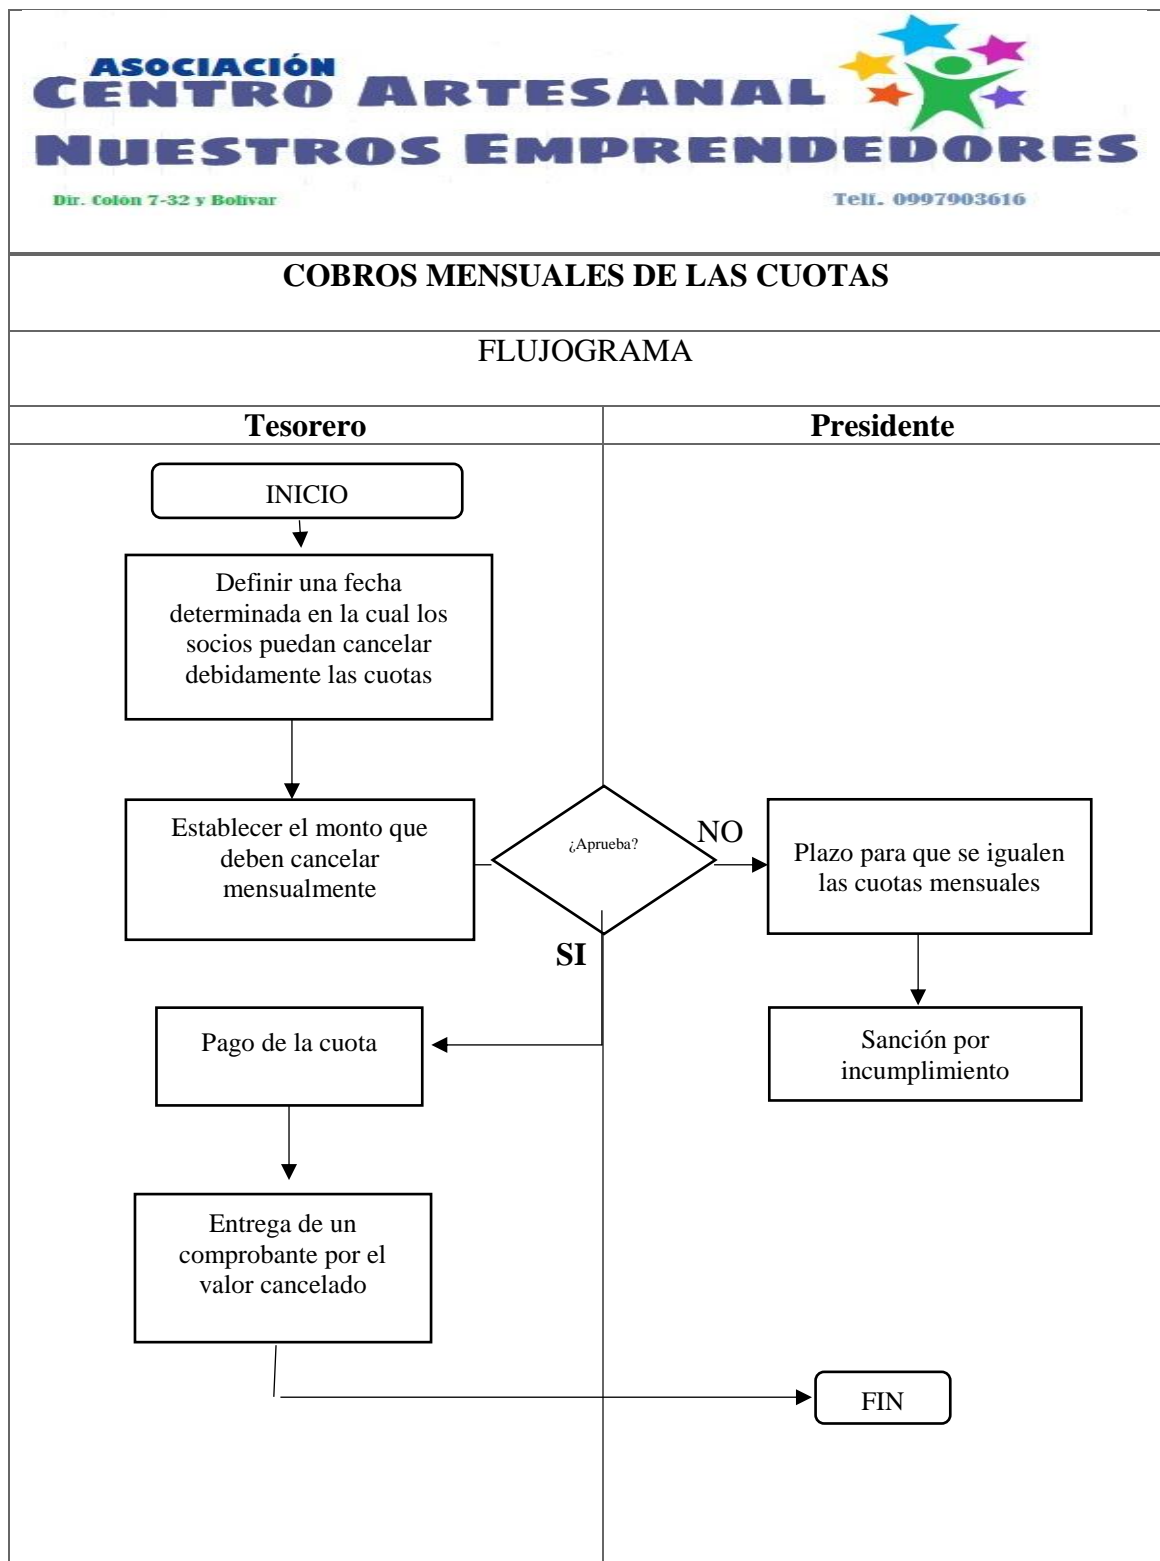 ASOCIACIÓN
CENTRO ARTESANAL
NUESTROS EMPRENDEDORES
Dir. Colón 7-32 y Bolívar
Telf. 0997903616
COBROS MENSUALES DE LAS CUOTAS
FLUJOGRAMA
Tesorero
Presidente
INICIO
Definir una fecha
determinada en la cual los
socios puedan cancelar
debidamente las cuotas
Establecer el monto que
deben cancelar
mensualmente
¿Aprueba?
NO
Plazo para que se igualen
las cuotas mensuales
SI
Pago de la cuota
Sanción por
incumplimiento
Entrega de un
comprobante por el
valor cancelado
FIN